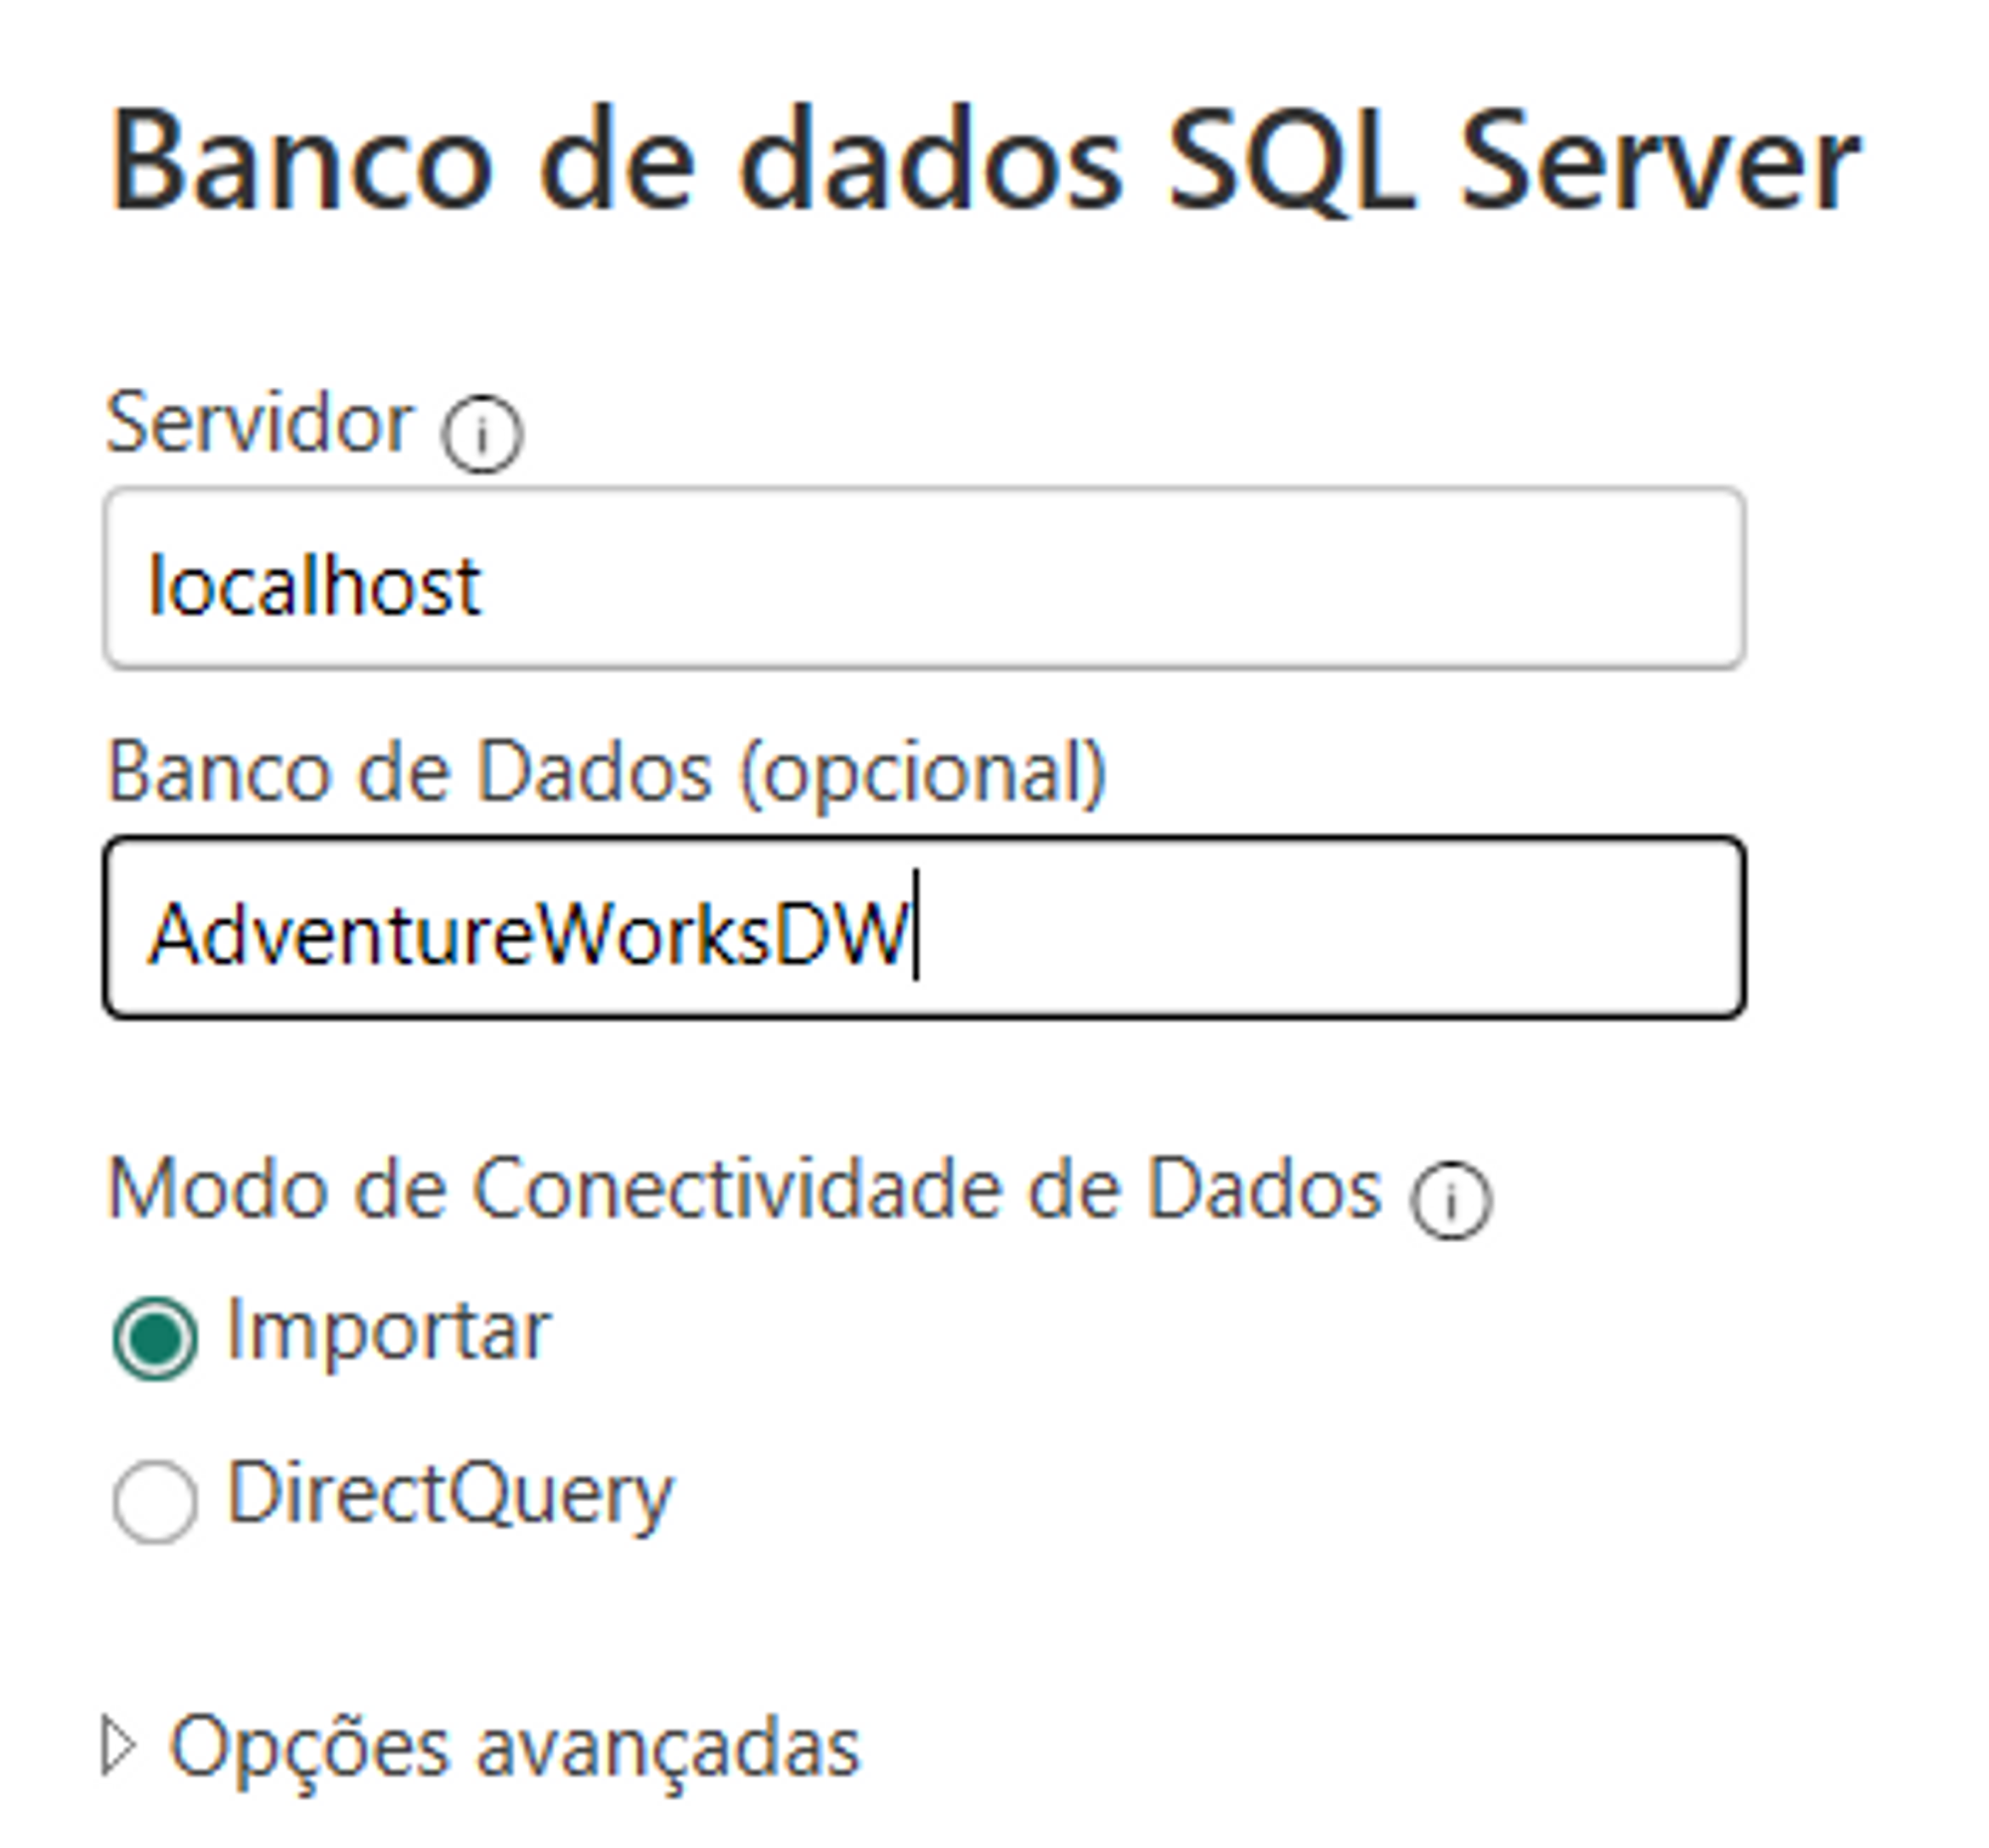 Banco de dados SQL Server
Servidor
localhost
Banco de Dados (opcional)
AdventureWorksDW
Modo de Conectividade de Dados
Importar
DirectQuery
Opções avançadas